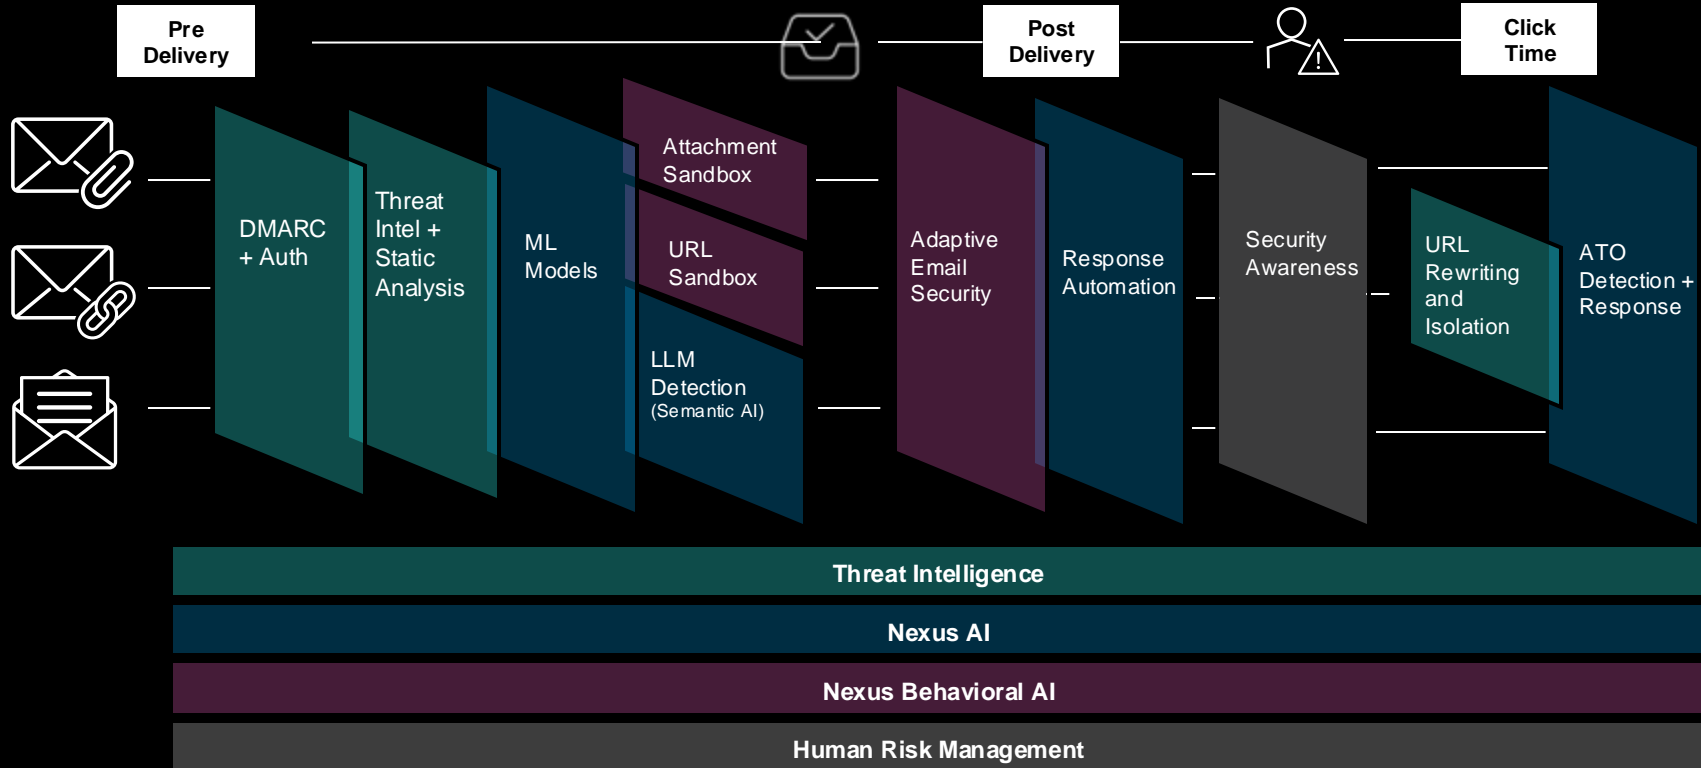 Pre
Delivery
Post
Delivery
Click
Time
DMARC
+ Auth
Threat
Intel +
Static
Analysis
ML
Models
Attachment
Sandbox
URL
Sandbox
LLM
Detection
(Semantic AI)
Adaptive
Email
Security
Response
Automation
Security
Awareness
URL
Rewriting
and
Isolation
ATO
Detection +
Response
Threat Intelligence
Nexus AI
Nexus Behavioral AI
Human Risk Management